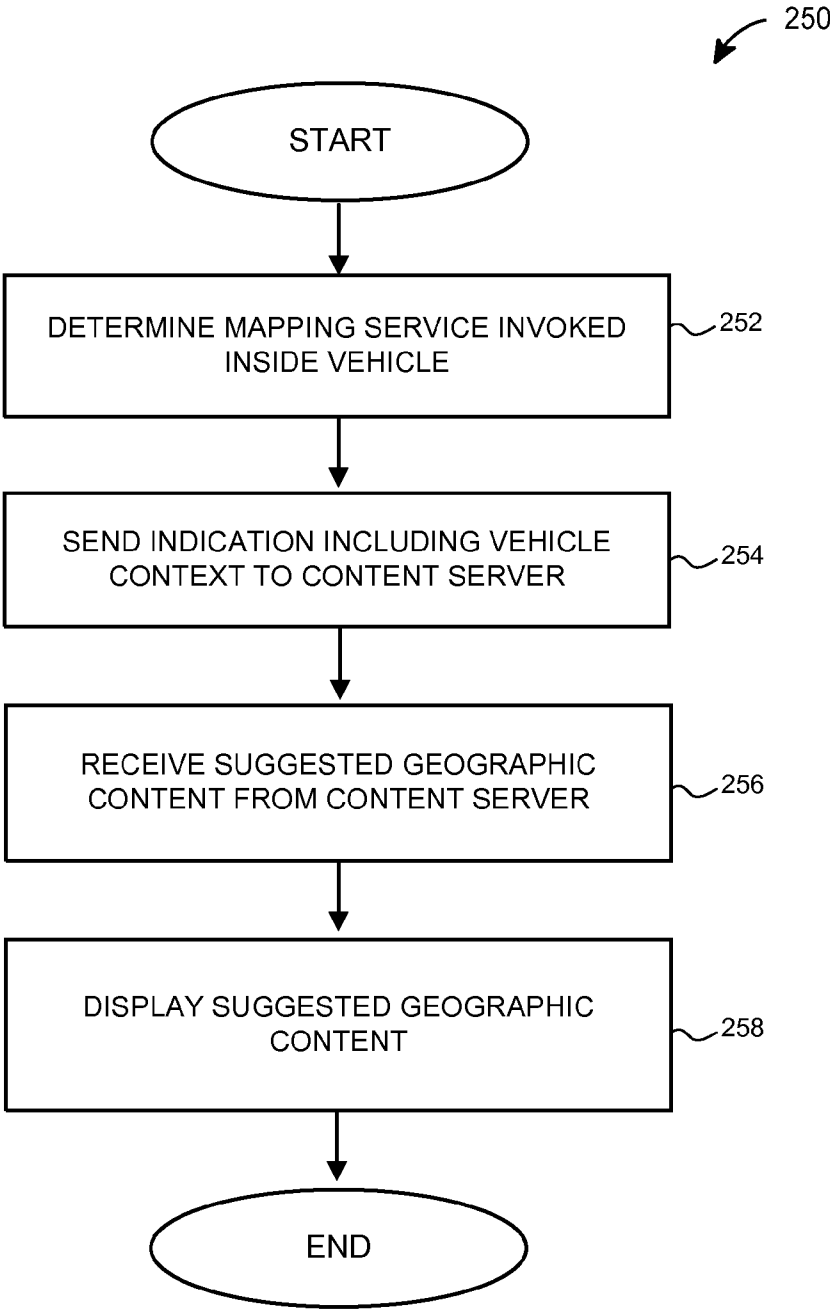 250
START
DETERMINE MAPPING SERVICE INVOKED
INSIDE VEHICLE
252
SEND INDICATION INCLUDING VEHICLE
CONTEXT TO CONTENT SERVER
254
RECEIVE SUGGESTED GEOGRAPHIC
CONTENT FROM CONTENT SERVER
256
DISPLAY SUGGESTED GEOGRAPHIC
CONTENT
258
END